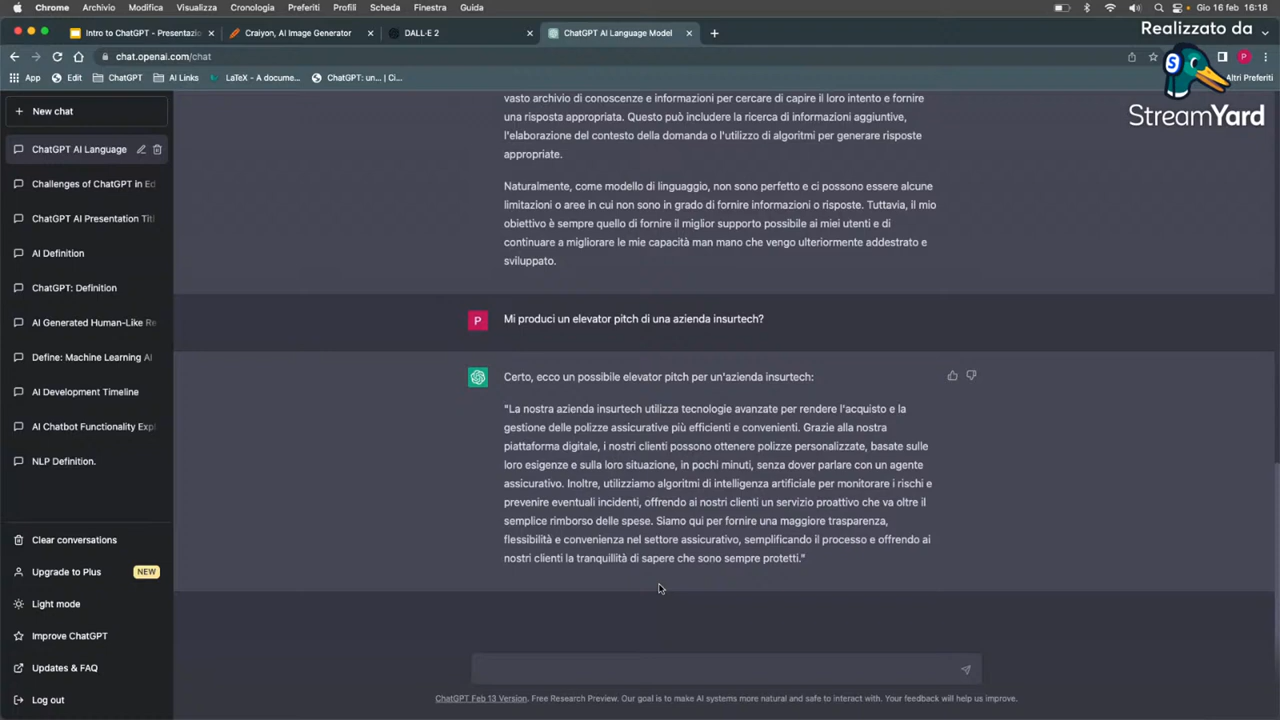 Chrome Archivio Modifica Visualizza Cronologia Preferiti Profili Scheda Finestra Guida Gio 16 feb 16:18
Intro to ChatGPT - Presentazio Craiyon, AI Image Generator DALL·E 2 ChatGPT AI Language Model
Realizzato da
chat.openai.com/chat
App Edit ChatGPT AI Links LaTeX - A docume... ChatGPT: un... | Ci... Altri Preferiti
S
StreamYard
New chat
ChatGPT AI Language
Challenges of ChatGPT in Ed
ChatGPT AI Presentation Titl
AI Definition
ChatGPT: Definition
AI Generated Human-Like Re
Define: Machine Learning AI
AI Development Timeline
AI Chatbot Functionality Expl
NLP Definition.
Clear conversations
Upgrade to Plus NEW
Light mode
Improve ChatGPT
Updates & FAQ
Log out
vasto archivio di conoscenze e informazioni per cercare di capire il loro intento e fornire
una risposta appropriata. Questo può includere la ricerca di informazioni aggiuntive,
l'elaborazione del contesto della domanda o l'utilizzo di algoritmi per generare risposte
appropriate.
Naturalmente, come modello di linguaggio, non sono perfetto e ci possono essere alcune
limitazioni o aree in cui non sono in grado di fornire informazioni o risposte. Tuttavia, il mio
obiettivo è sempre quello di fornire il miglior supporto possibile ai miei utenti e di
continuare a migliorare le mie capacità man mano che vengo ulteriormente addestrato e
sviluppato.
P Mi produci un elevator pitch di una azienda insurtech?
Certo, ecco un possibile elevator pitch per un'azienda insurtech:
"La nostra azienda insurtech utilizza tecnologie avanzate per rendere l'acquisto e la
gestione delle polizze assicurative più efficienti e convenienti. Grazie alla nostra
piattaforma digitale, i nostri clienti possono ottenere polizze personalizzate, basate sulle
loro esigenze e sulla loro situazione, in pochi minuti, senza dover parlare con un agente
assicurativo. Inoltre, utilizziamo algoritmi di intelligenza artificiale per monitorare i rischi e
prevenire eventuali incidenti, offrendo ai nostri clienti un servizio proattivo che va oltre il
semplice rimborso delle spese. Siamo qui per fornire una maggiore trasparenza,
flessibilità e convenienza nel settore assicurativo, semplificando il processo e offrendo ai
nostri clienti la tranquillità di sapere che sono sempre protetti."
ChatGPT Feb 13 Version. Free Research Preview. Our goal is to make AI systems more natural and safe to interact with. Your feedback will help us improve.